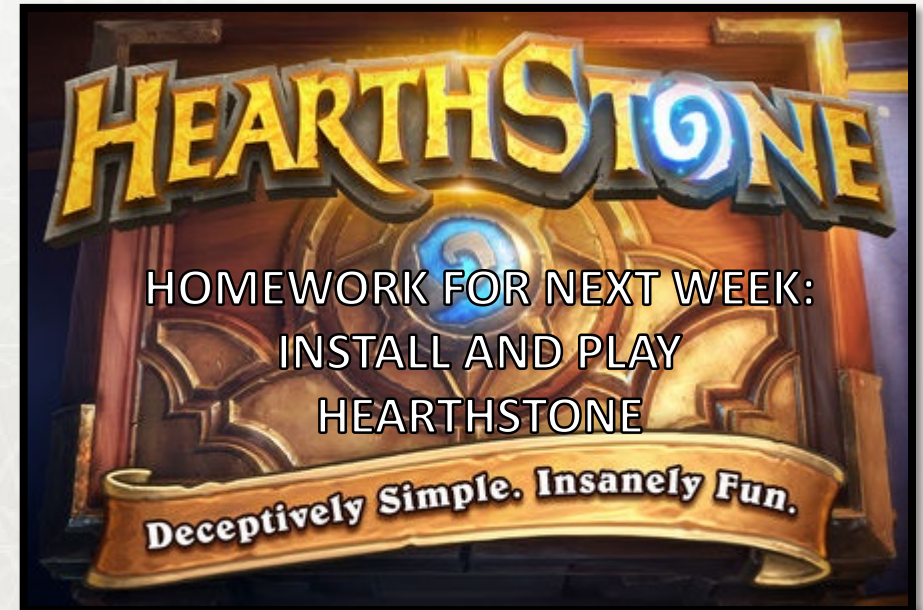 HEARTHSTONE
HOMEWORK FOR NEXT WEEK:
INSTALL AND PLAY
HEARTHSTONE
Deceptively Simple. Insanely Fun.